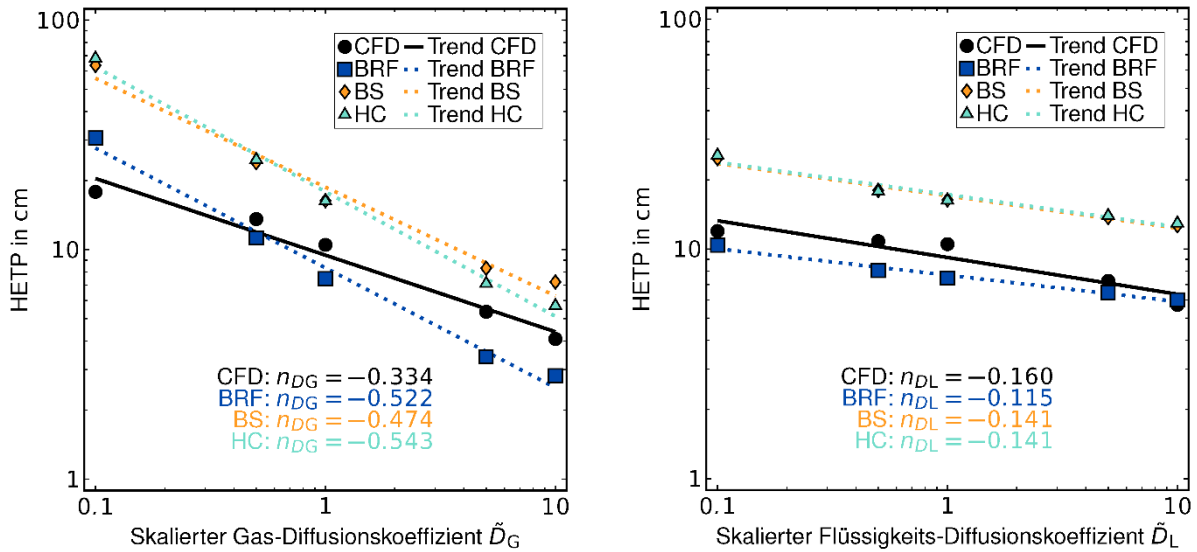 100
10
1
HETP in cm
CFD Trend CFD
BRF Trend BRF
BS Trend BS
HC Trend HC
CFD: n_DG = −0.334
BRF: n_DG = −0.522
BS: n_DG = −0.474
HC: n_DG = −0.543
0.1 1 10
Skalierter Gas-Diffusionskoeffizient D̃_G
100
10
1
HETP in cm
CFD Trend CFD
BRF Trend BRF
BS Trend BS
HC Trend HC
CFD: n_DL = −0.160
BRF: n_DL = −0.115
BS: n_DL = −0.141
HC: n_DL = −0.141
0.1 1 10
Skalierter Flüssigkeits-Diffusionskoeffizient D̃_L